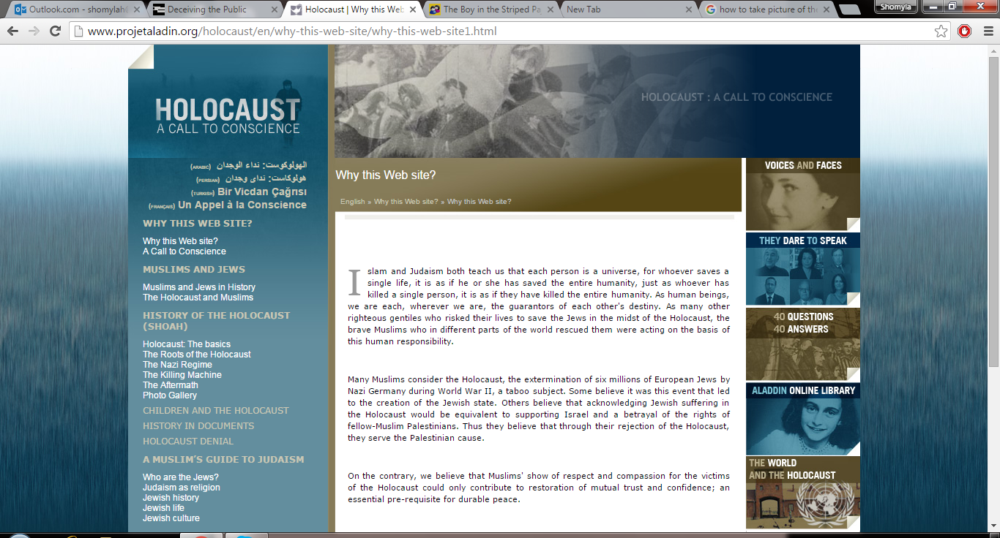 Outlook.com - shomylah
Deceiving the Public
Holocaust | Why this Web
The Boy in the Striped Pa
New Tab
how to take picture of the
Shomyla
www.projetaladin.org/holocaust/en/why-this-web-site/why-this-web-site1.html
HOLOCAUST
A CALL TO CONSCIENCE
HOLOCAUST : A CALL TO CONSCIENCE
(ARABIC) الهولوكوست: نداء الوجدان
(PERSIAN) هولوكاست: ندای وجدان
(TURKISH) Bir Vicdan Çağrısı
(FRANÇAIS) Un Appel à la Conscience
WHY THIS WEB SITE?
Why this Web site?
A Call to Conscience
MUSLIMS AND JEWS
Muslims and Jews in History
The Holocaust and Muslims
HISTORY OF THE HOLOCAUST
(SHOAH)
Holocaust: The basics
The Roots of the Holocaust
The Nazi Regime
The Killing Machine
The Aftermath
Photo Gallery
CHILDREN AND THE HOLOCAUST
HISTORY IN DOCUMENTS
HOLOCAUST DENIAL
A MUSLIM'S GUIDE TO JUDAISM
Who are the Jews?
Judaism as religion
Jewish history
Jewish life
Jewish culture
Why this Web site?
English » Why this Web site? » Why this Web site?
Islam and Judaism both teach us that each person is a universe, for whoever saves a
single life, it is as if he or she has saved the entire humanity, just as whoever has
killed a single person, it is as if they have killed the entire humanity. As human beings,
we are each, wherever we are, the guarantors of each other's destiny. As many other
righteous gentiles who risked their lives to save the Jews in the midst of the Holocaust, the
brave Muslims who in different parts of the world rescued them were acting on the basis of
this human responsibility.
Many Muslims consider the Holocaust, the extermination of six millions of European Jews by
Nazi Germany during World War II, a taboo subject. Some believe it was this event that led
to the creation of the Jewish state. Others believe that acknowledging Jewish suffering in
the Holocaust would be equivalent to supporting Israel and a betrayal of the rights of
fellow-Muslim Palestinians. Thus they believe that through their rejection of the Holocaust,
they serve the Palestinian cause.
On the contrary, we believe that Muslims' show of respect and compassion for the victims
of the Holocaust could only contribute to restoration of mutual trust and confidence; an
essential pre-requisite for durable peace.
VOICES AND FACES
THEY DARE TO SPEAK
40 QUESTIONS
40 ANSWERS
ALADDIN ONLINE LIBRARY
THE WORLD
AND THE HOLOCAUST